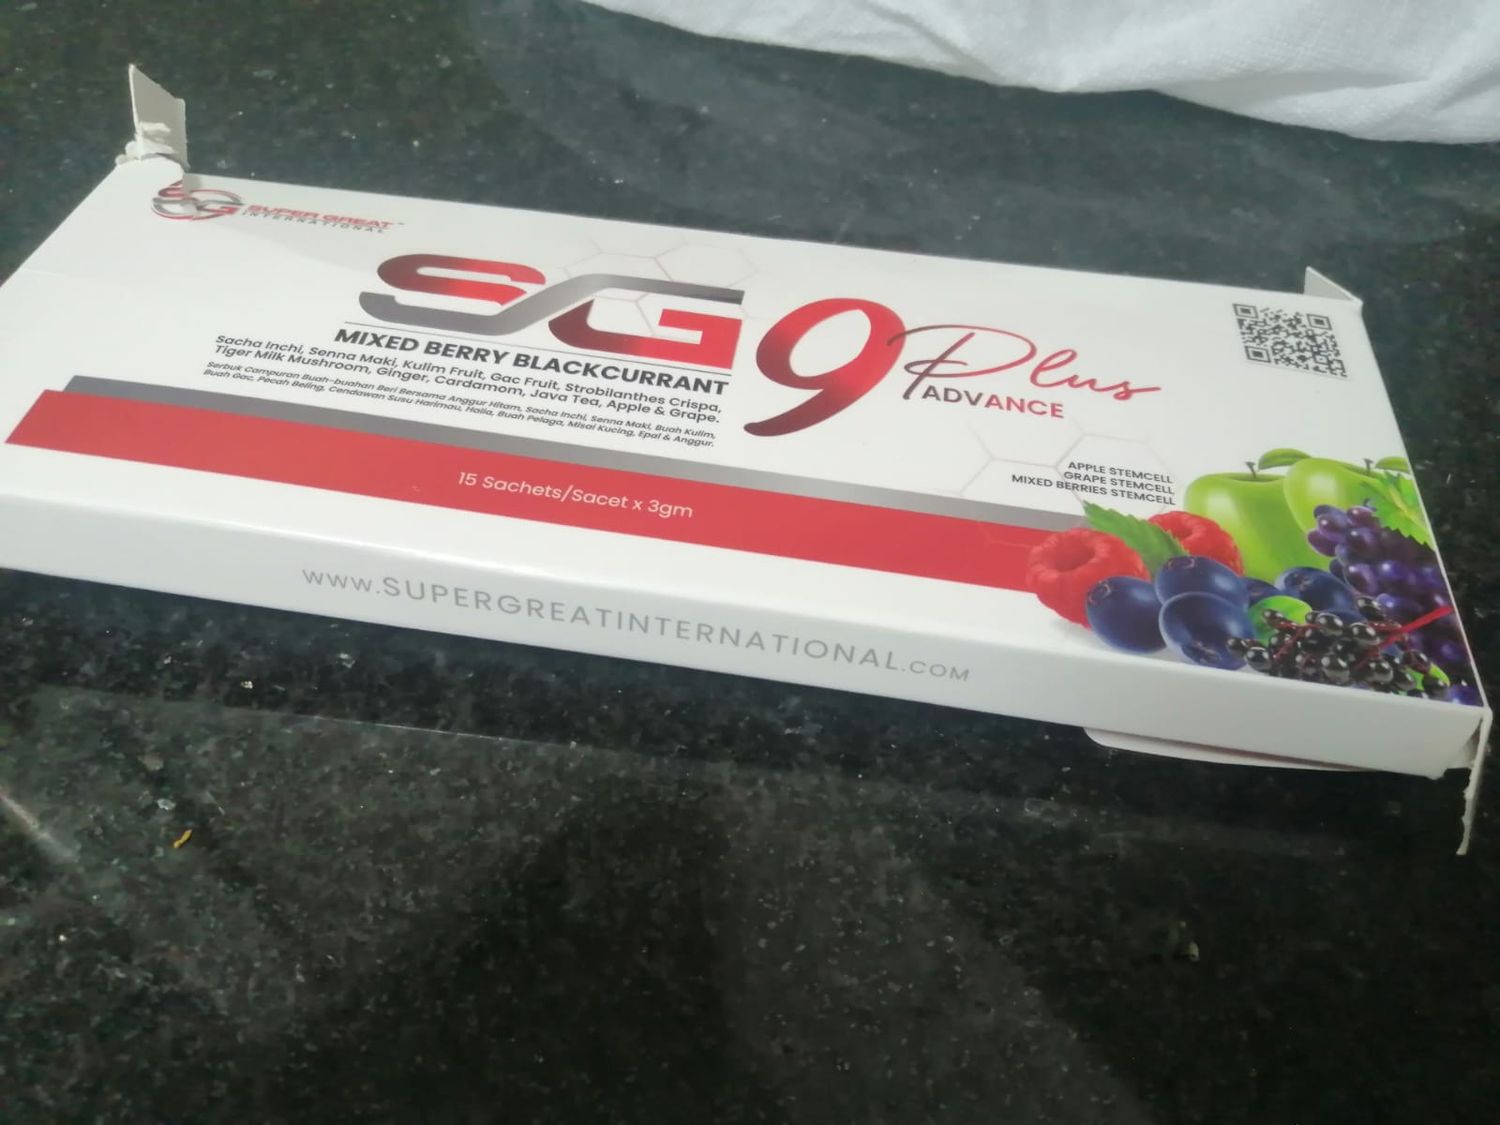 SG SUPER GREAT
INTERNATIONAL
SG9 Plus
ADVANCE
MIXED BERRY BLACKCURRANT
Sacha Inchi, Senna Maki, Kulim Fruit, Gac Fruit, Strobilanthes Crispa,
Tiger Milk Mushroom, Ginger, Cardamom, Java Tea, Apple & Grape.
Serbuk Campuran Buah-buahan Beri Bersama Anggur Hitam, Sacha Inchi, Senna Maki, Buah Kulim,
Buah Gac, Pecah Beling, Cendawan Susu Harimau, Halia, Buah Pelaga, Misai Kucing, Epal & Anggur.
APPLE STEMCELL
GRAPE STEMCELL
MIXED BERRIES STEMCELL
15 Sachets/Sacet x 3gm
www.SUPERGREATINTERNATIONAL.COM